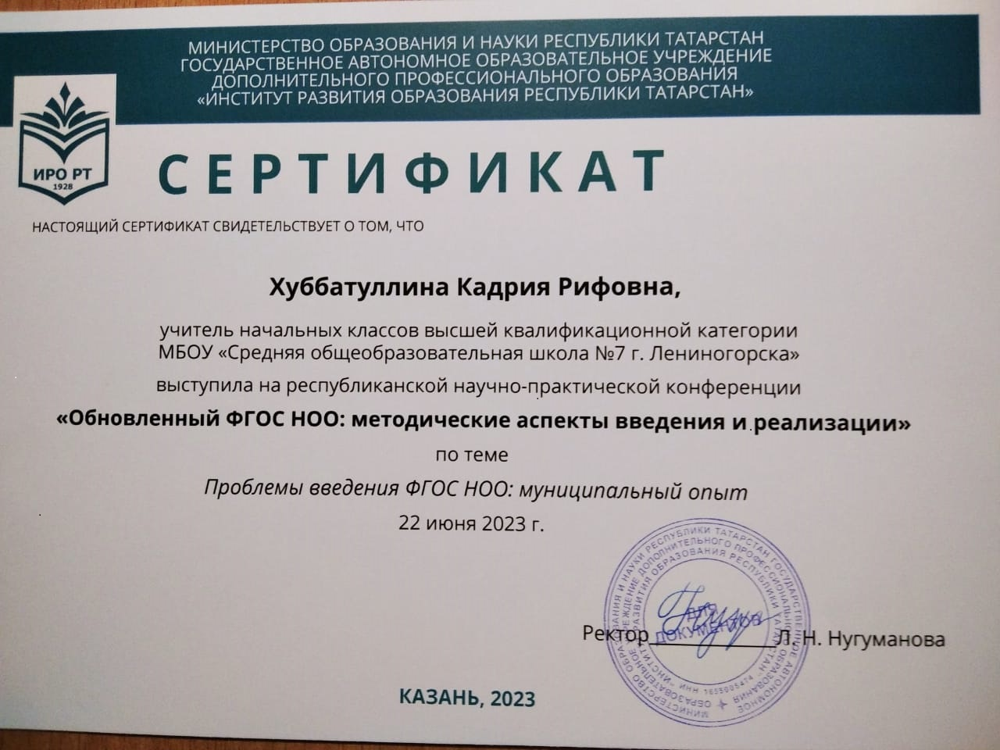 МИНИСТЕРСТВО ОБРАЗОВАНИЯ И НАУКИ РЕСПУБЛИКИ ТАТАРСТАН
ГОСУДАРСТВЕННОЕ АВТОНОМНОЕ ОБРАЗОВАТЕЛЬНОЕ УЧРЕЖДЕНИЕ
ДОПОЛНИТЕЛЬНОГО ПРОФЕССИОНАЛЬНОГО ОБРАЗОВАНИЯ
«ИНСТИТУТ РАЗВИТИЯ ОБРАЗОВАНИЯ РЕСПУБЛИКИ ТАТАРСТАН»
ИРО РТ
1928
СЕРТИФИКАТ
НАСТОЯЩИЙ СЕРТИФИКАТ СВИДЕТЕЛЬСТВУЕТ О ТОМ, ЧТО
Хуббатуллина Кадрия Рифовна,
учитель начальных классов высшей квалификационной категории
МБОУ «Средняя общеобразовательная школа №7 г. Лениногорска»
выступила на республиканской научно-практической конференции
«Обновленный ФГОС НОО: методические аспекты введения и реализации»
по теме
Проблемы введения ФГОС НОО: муниципальный опыт
22 июня 2023 г.
МИНИСТЕРСТВО ОБРАЗОВАНИЯ И НАУКИ РЕСПУБЛИКИ ТАТАРСТАН ГОСУДАРСТВЕННОЕ АВТОНОМНОЕ
ОБРАЗОВАТЕЛЬНОЕ УЧРЕЖДЕНИЕ ДОПОЛНИТЕЛЬНОГО ПРОФЕССИОНАЛЬНОГО ОБРАЗОВАНИЯ
"ИНСТИТУТ РАЗВИТИЯ ОБРАЗОВАНИЯ РЕСПУБЛИКИ ТАТАРСТАН"
ИНН 1655005474
ДЛЯ
ДОКУМЕНТОВ
Ректор Л. Н. Нугуманова
КАЗАНЬ, 2023